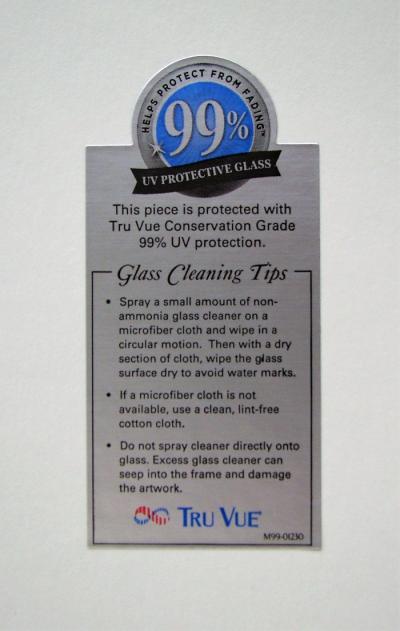 HELPS PROTECT FROM FADING™
99%
UV PROTECTIVE GLASS
This piece is protected with
Tru Vue Conservation Grade
99% UV protection.
Glass Cleaning Tips
• Spray a small amount of non-
ammonia glass cleaner on a
microfiber cloth and wipe in a
circular motion. Then with a dry
section of cloth, wipe the glass
surface dry to avoid water marks.
• If a microfiber cloth is not
available, use a clean, lint-free
cotton cloth.
• Do not spray cleaner directly onto
glass. Excess glass cleaner can
seep into the frame and damage
the artwork.
TRU VUE®
M99-01230